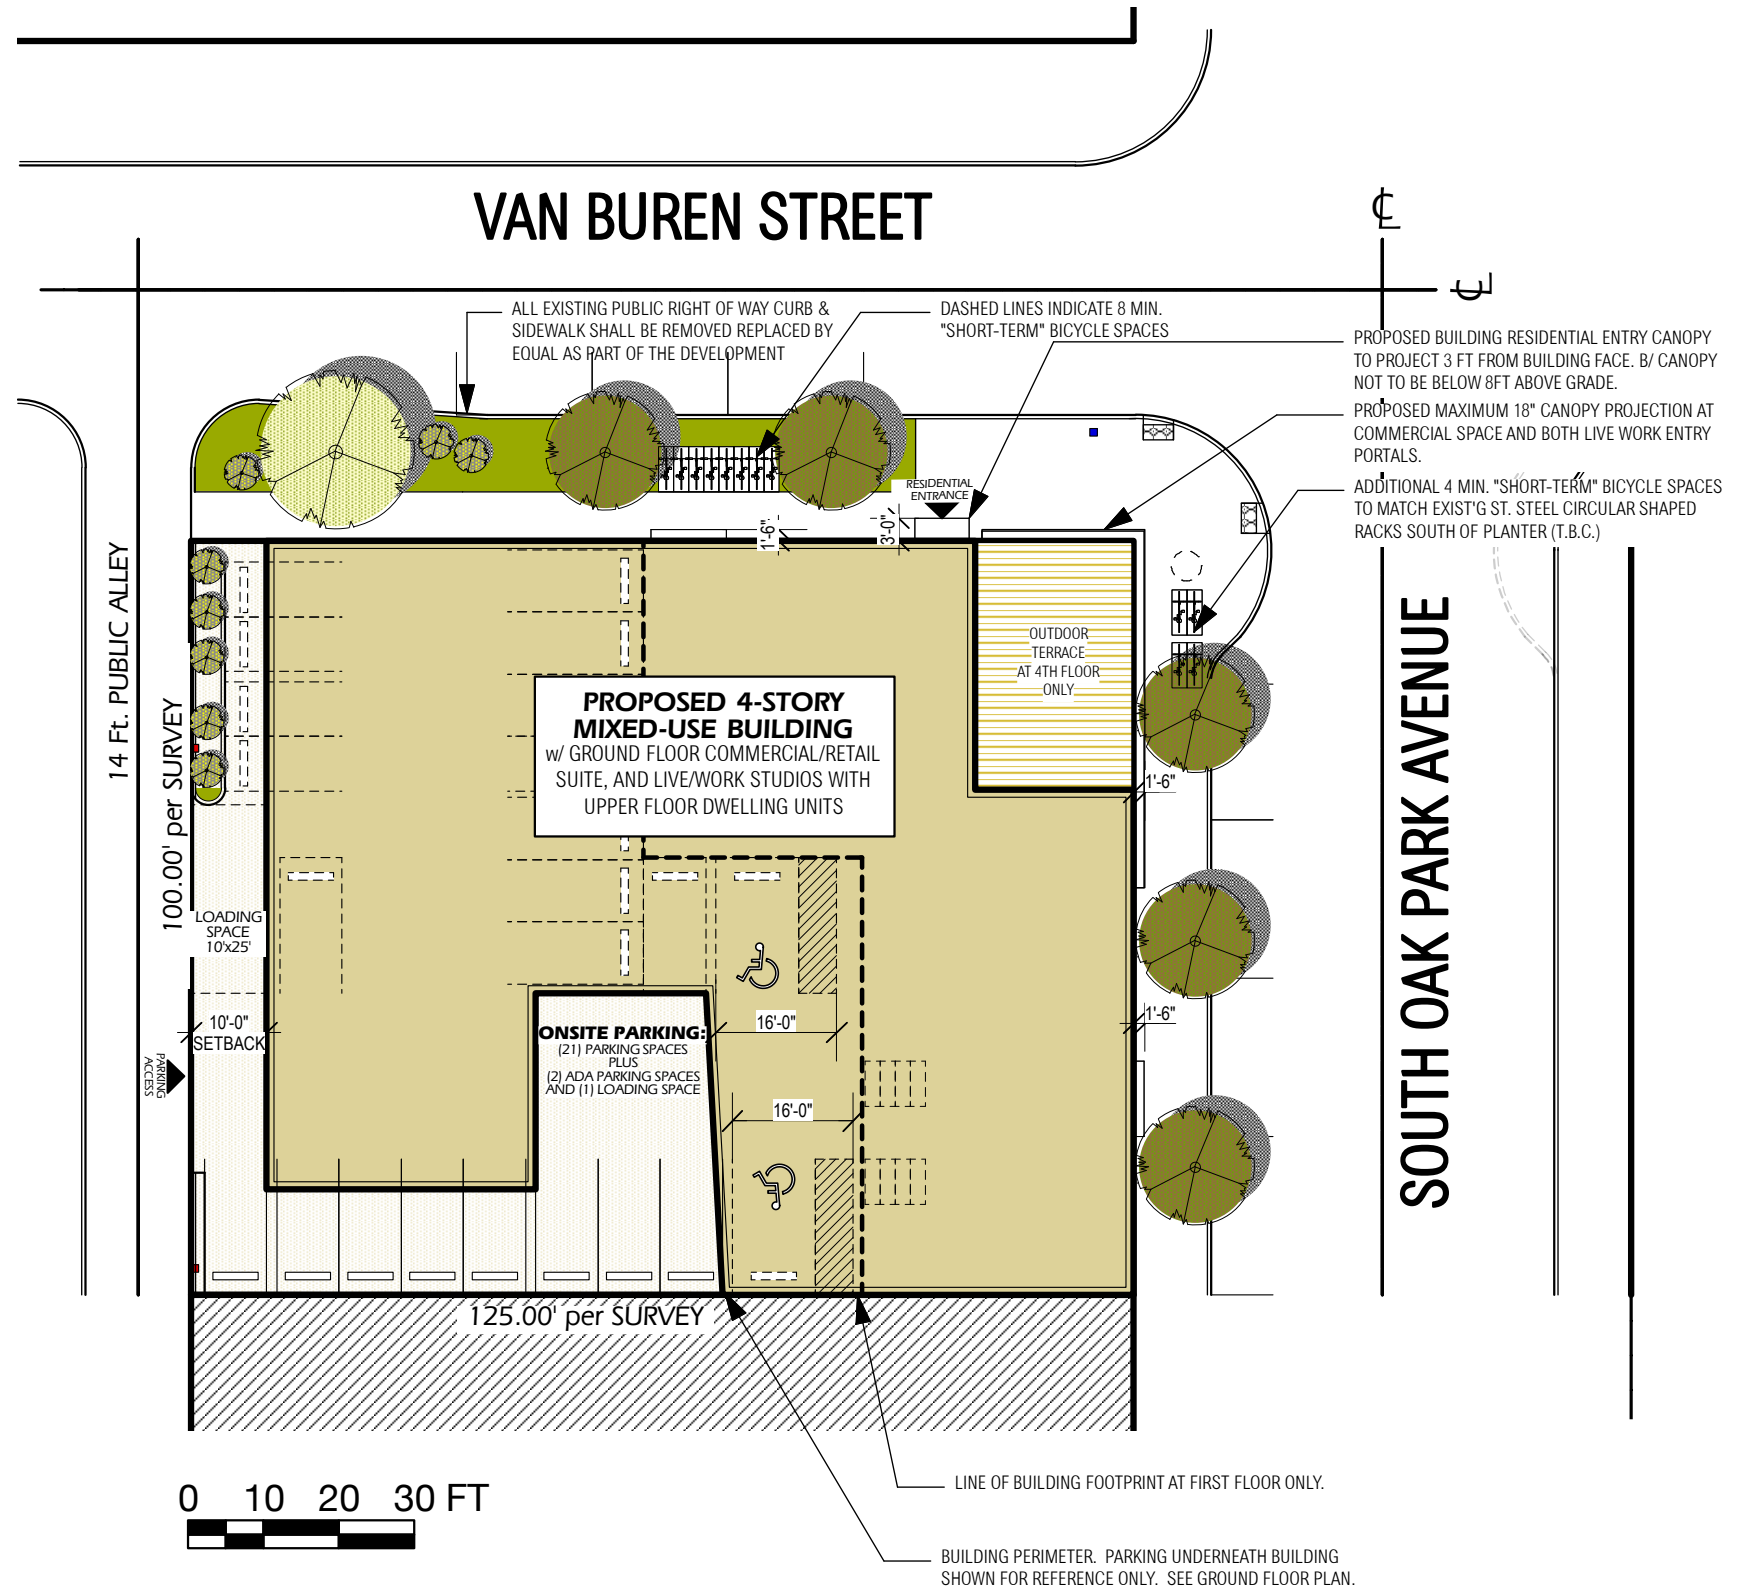 VAN BUREN STREET
ALL EXISTING PUBLIC RIGHT OF WAY CURB &
SIDEWALK SHALL BE REMOVED REPLACED BY
EQUAL AS PART OF THE DEVELOPMENT
DASHED LINES INDICATE 8 MIN.
"SHORT-TERM" BICYCLE SPACES
PROPOSED BUILDING RESIDENTIAL ENTRY CANOPY
TO PROJECT 3 FT FROM BUILDING FACE. B/ CANOPY
NOT TO BE BELOW 8FT ABOVE GRADE.
PROPOSED MAXIMUM 18" CANOPY PROJECTION AT
COMMERCIAL SPACE AND BOTH LIVE WORK ENTRY
PORTALS.
ADDITIONAL 4 MIN. "SHORT-TERM" BICYCLE SPACES
TO MATCH EXIST'G ST. STEEL CIRCULAR SHAPED
RACKS SOUTH OF PLANTER (T.B.C.)
RESIDENTIAL
ENTRANCE
1'-6"
3'-0"
14 Ft. PUBLIC ALLEY
100.00' per SURVEY
OUTDOOR
TERRACE
AT 4TH FLOOR
ONLY
PROPOSED 4-STORY
MIXED-USE BUILDING
w/ GROUND FLOOR COMMERCIAL/RETAIL
SUITE, AND LIVE/WORK STUDIOS WITH
UPPER FLOOR DWELLING UNITS
1'-6"
SOUTH OAK PARK AVENUE
LOADING
SPACE
10'x25'
10'-0"
SETBACK
PARKING
ACCESS
ONSITE PARKING:
(21) PARKING SPACES
PLUS
(2) ADA PARKING SPACES
AND (1) LOADING SPACE
16'-0"
1'-6"
16'-0"
125.00' per SURVEY
LINE OF BUILDING FOOTPRINT AT FIRST FLOOR ONLY.
0 10 20 30 FT
BUILDING PERIMETER. PARKING UNDERNEATH BUILDING
SHOWN FOR REFERENCE ONLY. SEE GROUND FLOOR PLAN.